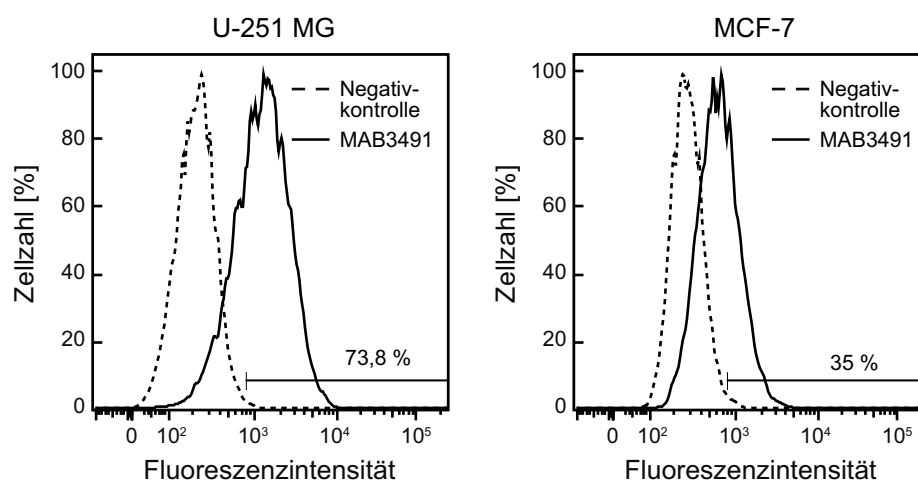 U-251 MG
Zellzahl [%]
100
80
60
40
20
0
Negativ-
kontrolle
MAB3491
73,8 %
0 10² 10³ 10⁴ 10⁵
Fluoreszenzintensität
MCF-7
Zellzahl [%]
100
80
60
40
20
0
Negativ-
kontrolle
MAB3491
35 %
0 10² 10³ 10⁴ 10⁵
Fluoreszenzintensität